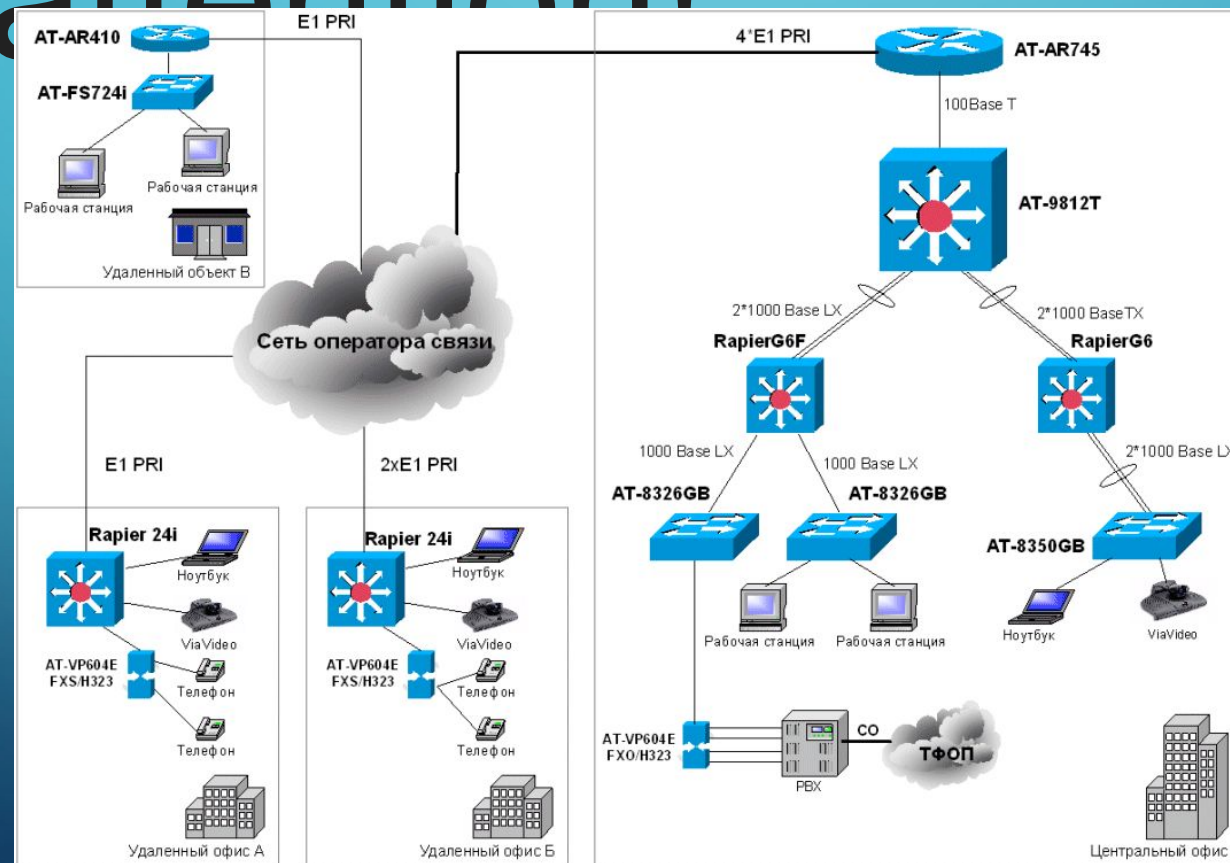 E1 PRI
AT-AR410
AT-FS724i
Рабочая станция
Рабочая станция
Удаленный объект В
4*E1 PRI
AT-AR745
100Base T
AT-9812T
2*1000 Base LX
2*1000 BaseTX
RapierG6F
RapierG6
1000 Base LX
1000 Base LX
2*1000 Base LX
AT-8326GB
AT-8326GB
AT-8350GB
Рабочая станция
Рабочая станция
Ноутбук
ViaVideo
AT-VP604E
FXO/H323
PBX
CO
ТФОП
Центральный офис
Сеть оператора связи
E1 PRI
2xE1 PRI
Rapier 24i
Ноутбук
ViaVideo
AT-VP604E
FXS/H323
Телефон
Телефон
Удаленный офис А
Rapier 24i
Ноутбук
ViaVideo
AT-VP604E
FXS/H323
Телефон
Телефон
Удаленный офис Б